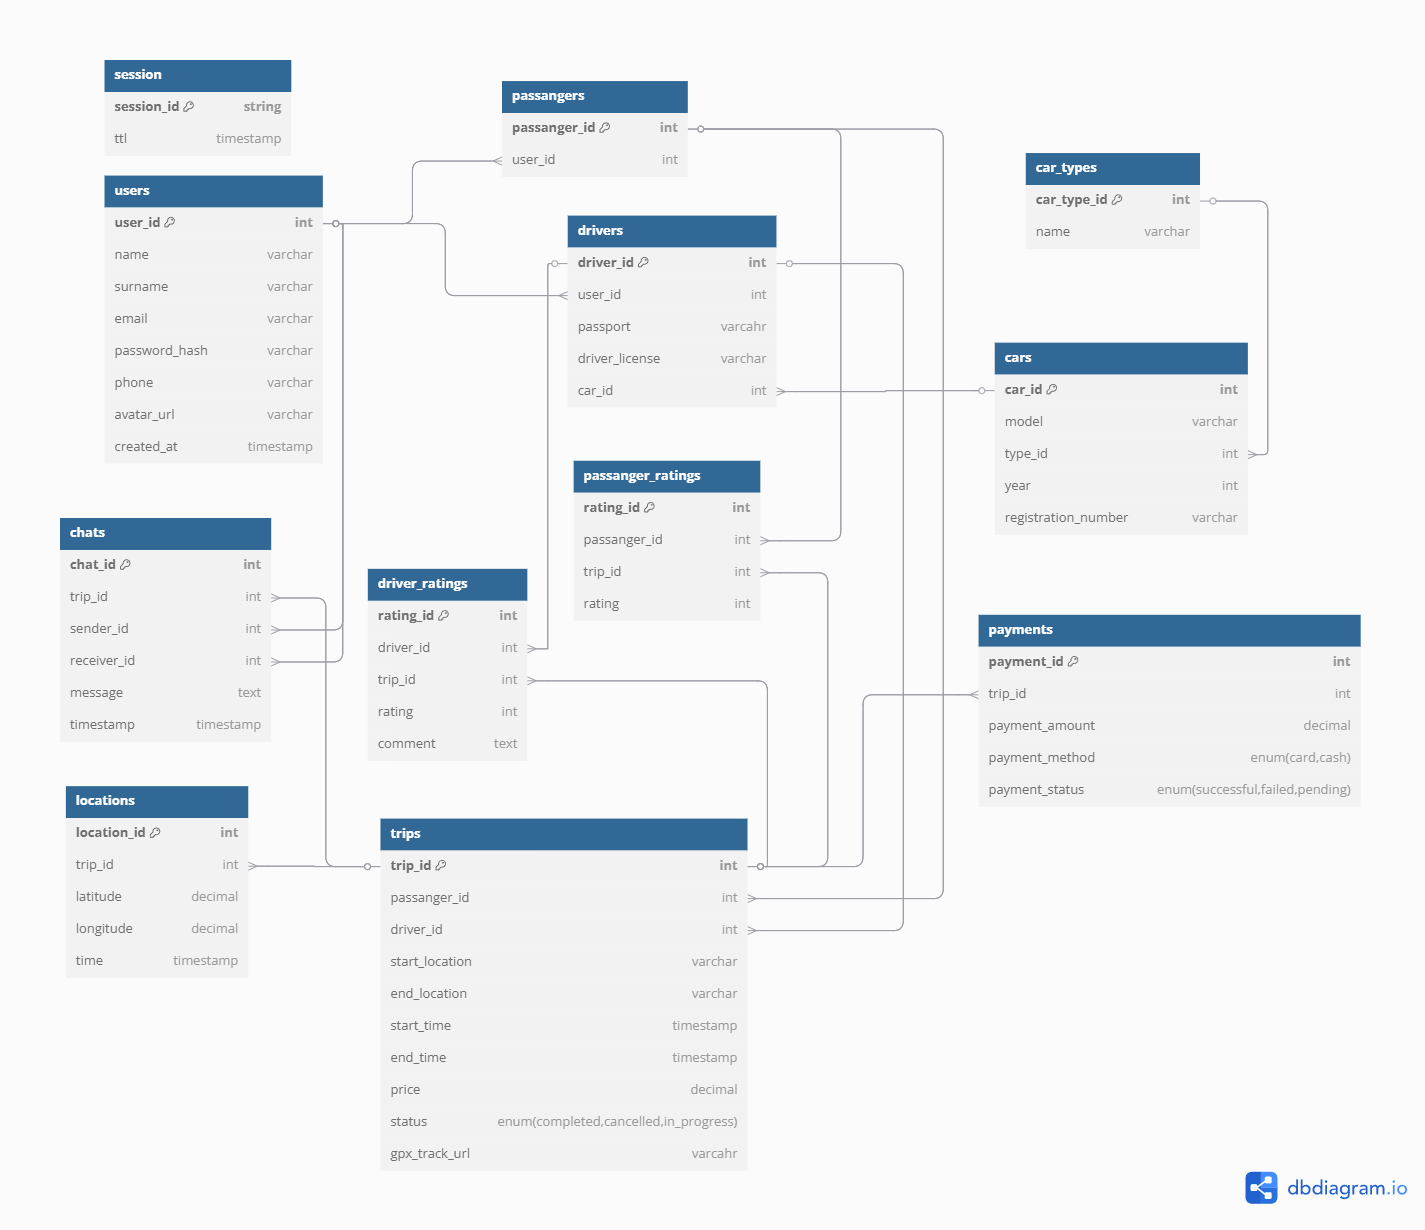 session
session_id string
ttl timestamp
users
user_id int
name varchar
surname varchar
email varchar
password_hash varchar
phone varchar
avatar_url varchar
created_at timestamp
chats
chat_id int
trip_id int
sender_id int
receiver_id int
message text
timestamp timestamp
locations
location_id int
trip_id int
latitude decimal
longitude decimal
time timestamp
passangers
passanger_id int
user_id int
drivers
driver_id int
user_id int
passport varcahr
driver_license varchar
car_id int
passanger_ratings
rating_id int
passanger_id int
trip_id int
rating int
driver_ratings
rating_id int
driver_id int
trip_id int
rating int
comment text
trips
trip_id int
passanger_id int
driver_id int
start_location varchar
end_location varchar
start_time timestamp
end_time timestamp
price decimal
status enum(completed,cancelled,in_progress)
gpx_track_url varcahr
car_types
car_type_id int
name varchar
cars
car_id int
model varchar
type_id int
year int
registration_number varchar
payments
payment_id int
trip_id int
payment_amount decimal
payment_method enum(card,cash)
payment_status enum(successful,failed,pending)
dbdiagram.io